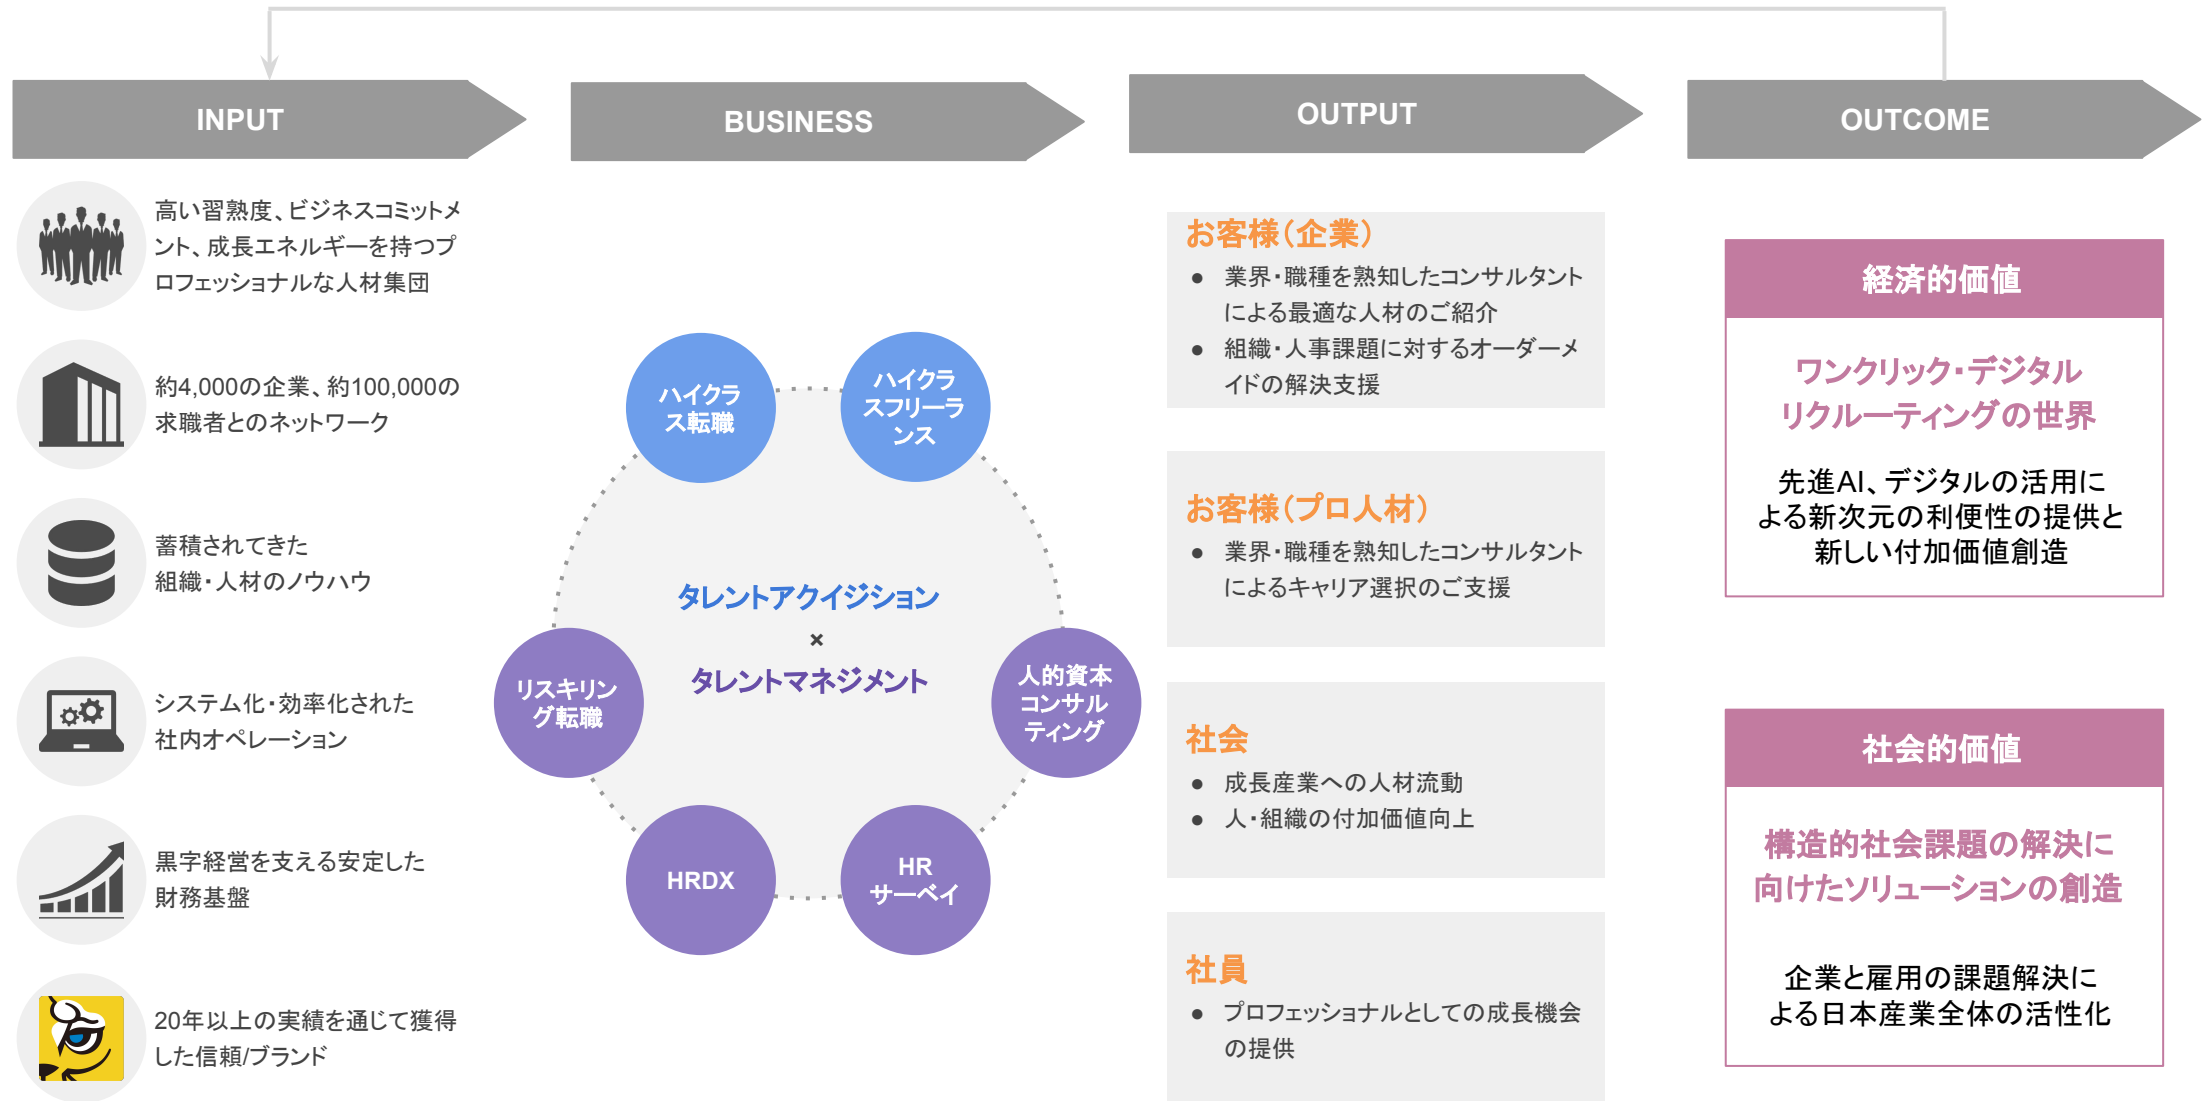 INPUT
BUSINESS
OUTPUT
OUTCOME
高い習熟度、ビジネスコミットメ
ント、成長エネルギーを持つプ
ロフェッショナルな人材集団
約4,000の企業、約100,000の
求職者とのネットワーク
蓄積されてきた
組織・人材のノウハウ
システム化・効率化された
社内オペレーション
黒字経営を支える安定した
財務基盤
20年以上の実績を通じて獲得
した信頼/ブランド
ハイクラ
ス転職
ハイクラ
スフリーラ
ンス
タレントアクイジション
×
タレントマネジメント
リスキリン
グ転職
人的資本
コンサル
ティング
HRDX
HR
サーベイ
お客様（企業）
● 業界・職種を熟知したコンサルタント
による最適な人材のご紹介
● 組織・人事課題に対するオーダーメ
イドの解決支援
お客様（プロ人材）
● 業界・職種を熟知したコンサルタント
によるキャリア選択のご支援
社会
● 成長産業への人材流動
● 人・組織の付加価値向上
社員
● プロフェッショナルとしての成長機会
の提供
経済的価値
ワンクリック・デジタル
リクルーティングの世界
先進AI、デジタルの活用に
よる新次元の利便性の提供と
新しい付加価値創造
社会的価値
構造的社会課題の解決に
向けたソリューションの創造
企業と雇用の課題解決に
よる日本産業全体の活性化